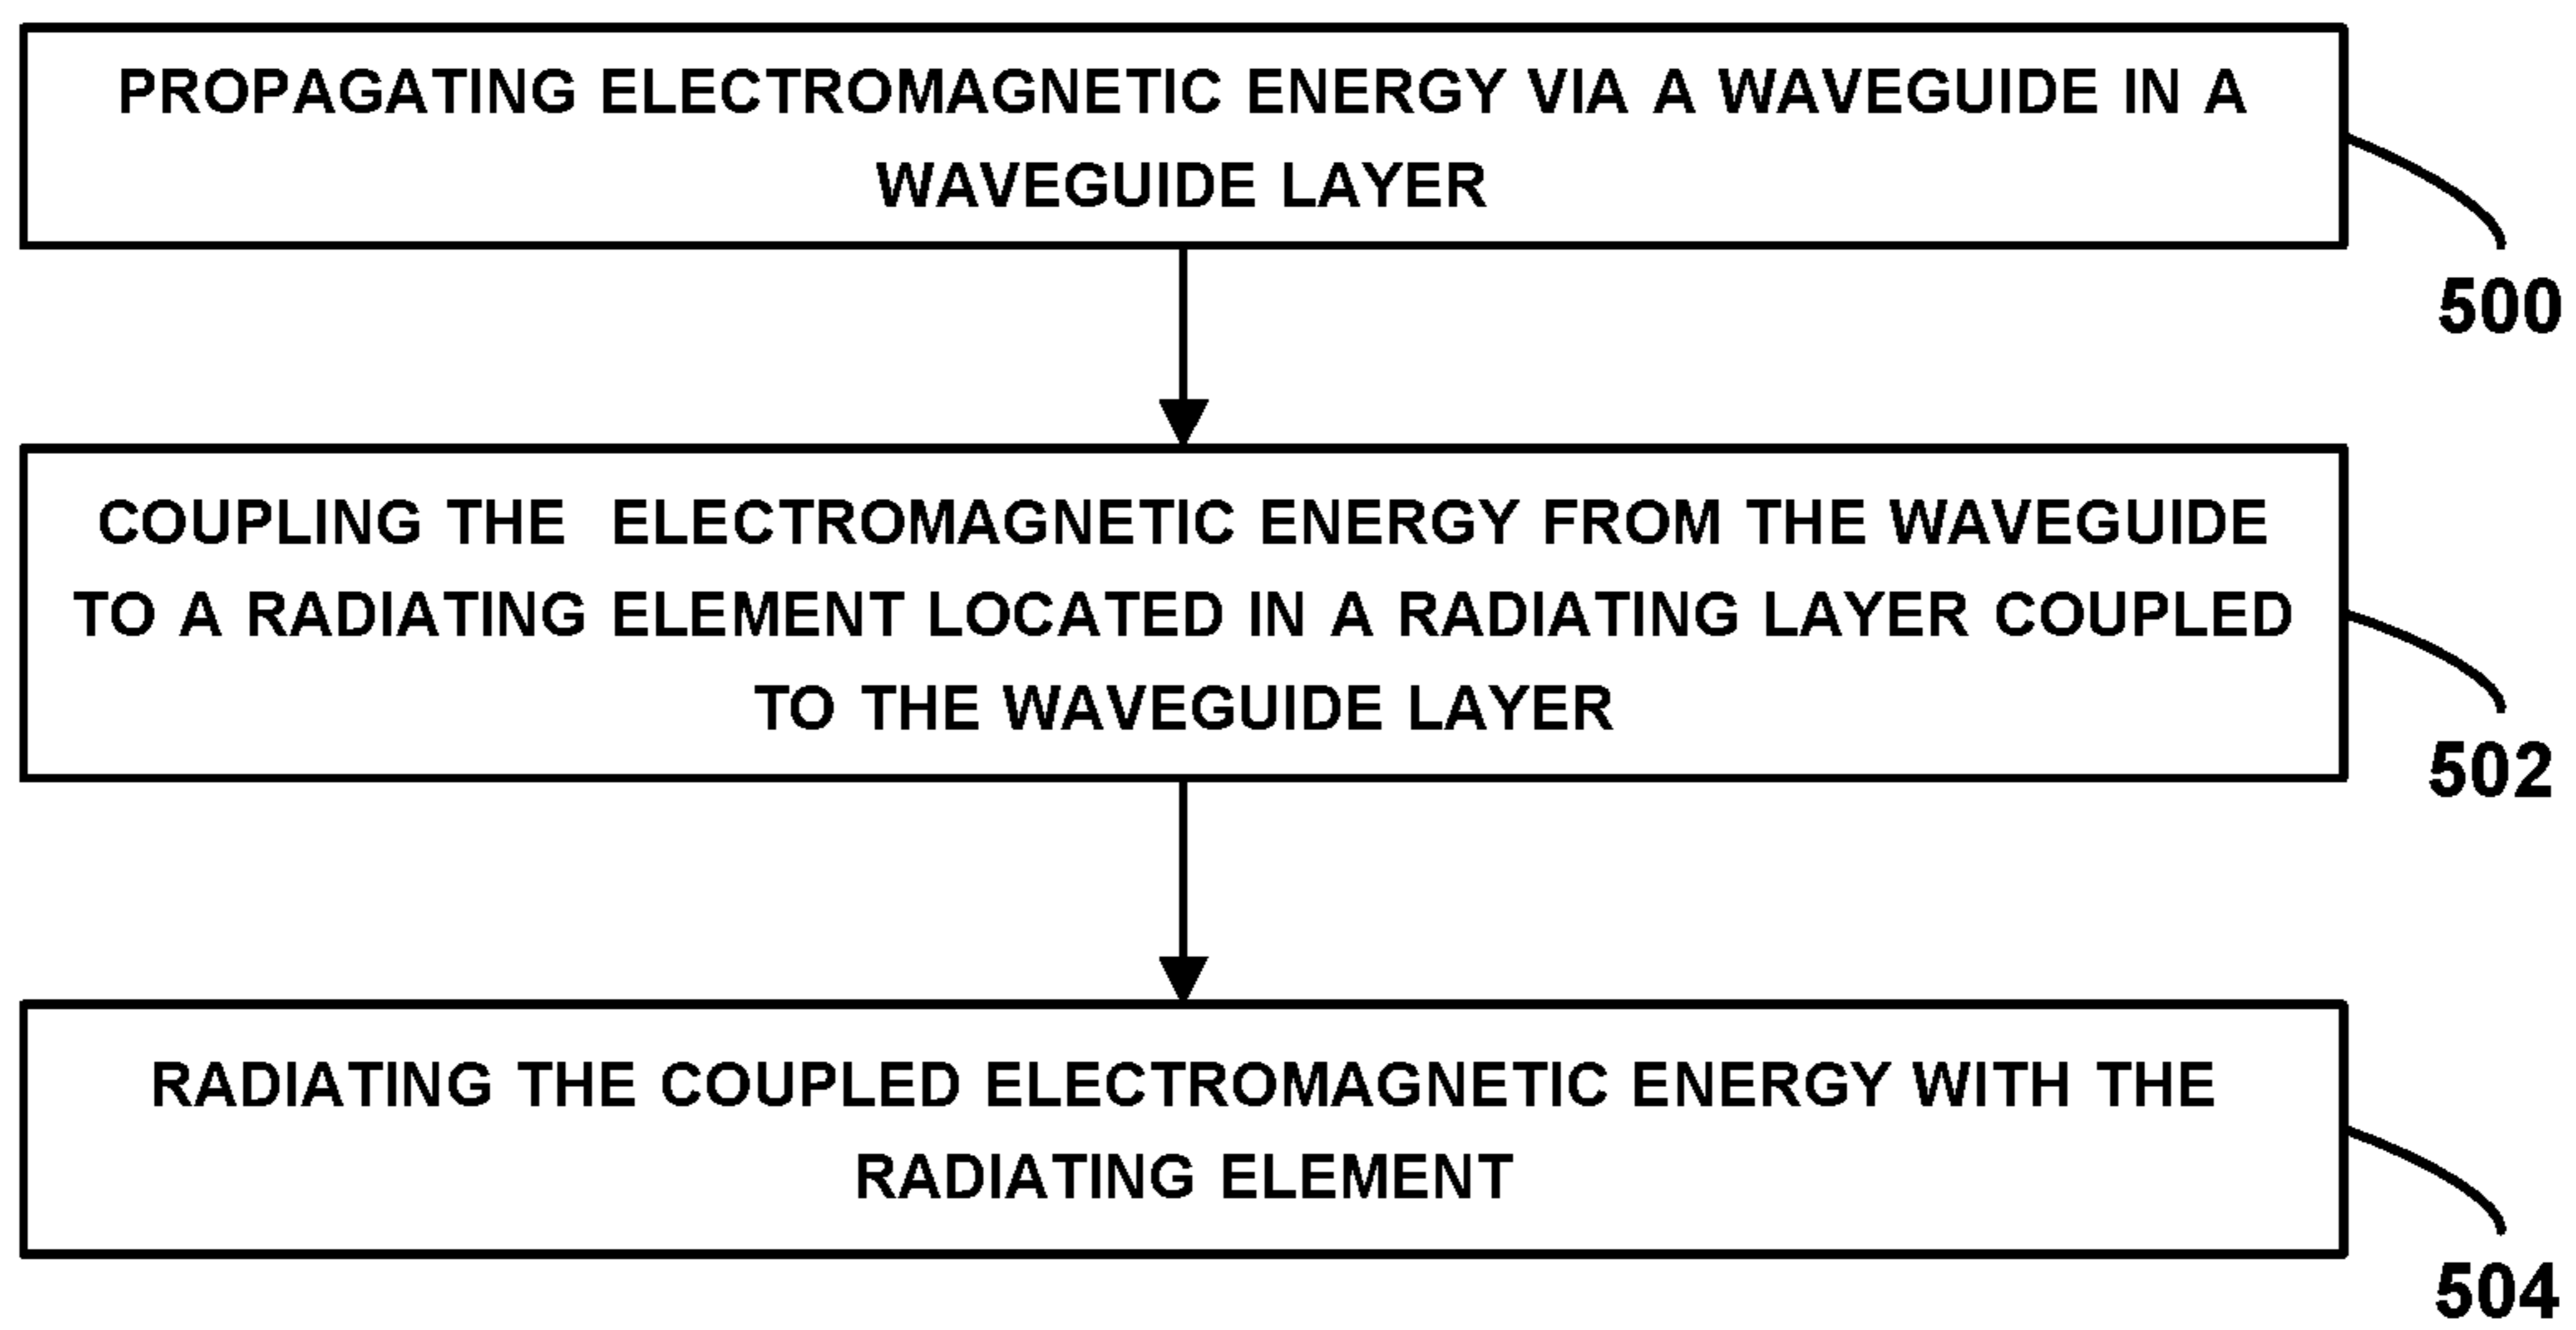 PROPAGATING ELECTROMAGNETIC ENERGY VIA A WAVEGUIDE IN A
WAVEGUIDE LAYER
500
COUPLING THE ELECTROMAGNETIC ENERGY FROM THE WAVEGUIDE
TO A RADIATING ELEMENT LOCATED IN A RADIATING LAYER COUPLED
TO THE WAVEGUIDE LAYER
502
RADIATING THE COUPLED ELECTROMAGNETIC ENERGY WITH THE
RADIATING ELEMENT
504